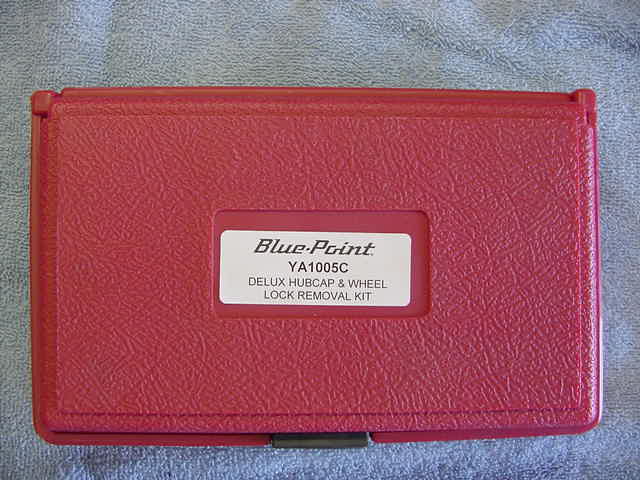 Blue-Point
YA1005C
DELUX HUBCAP & WHEEL
LOCK REMOVAL KIT